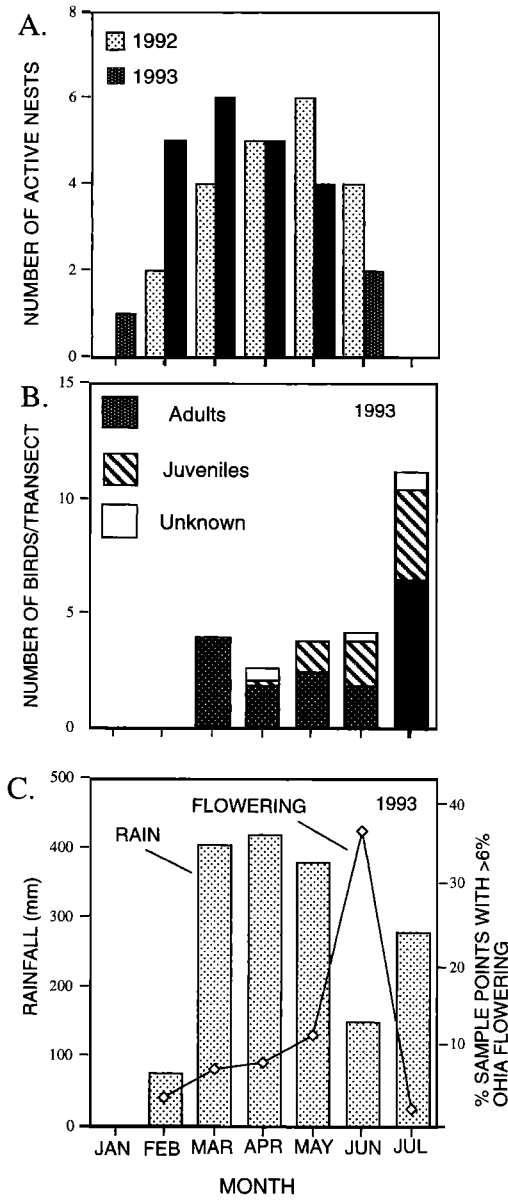 A.
8
1992
1993
6
4
2
0
NUMBER OF ACTIVE NESTS
B.
15
1993
Adults
Juveniles
Unknown
10
5
0
NUMBER OF BIRDS/TRANSECT
C.
500
400
300
200
100
0
RAINFALL (mm)
FLOWERING
1993
RAIN
40
30
20
10
% SAMPLE POINTS WITH >6%
OHIA FLOWERING
JAN FEB MAR APR MAY JUN JUL
MONTH